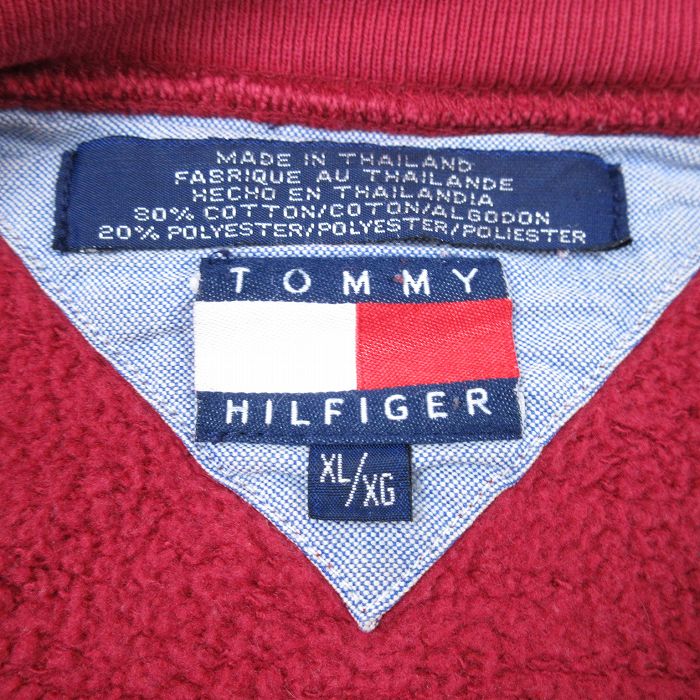 MADE IN THAILAND
FABRIQUE AU THAILANDE
HECHO EN THAILANDIA
80% COTTON/COTON/ALGODON
20% POLYESTER/POLYESTER/POLIESTER
TOMMY
HILFIGER
XL/XG